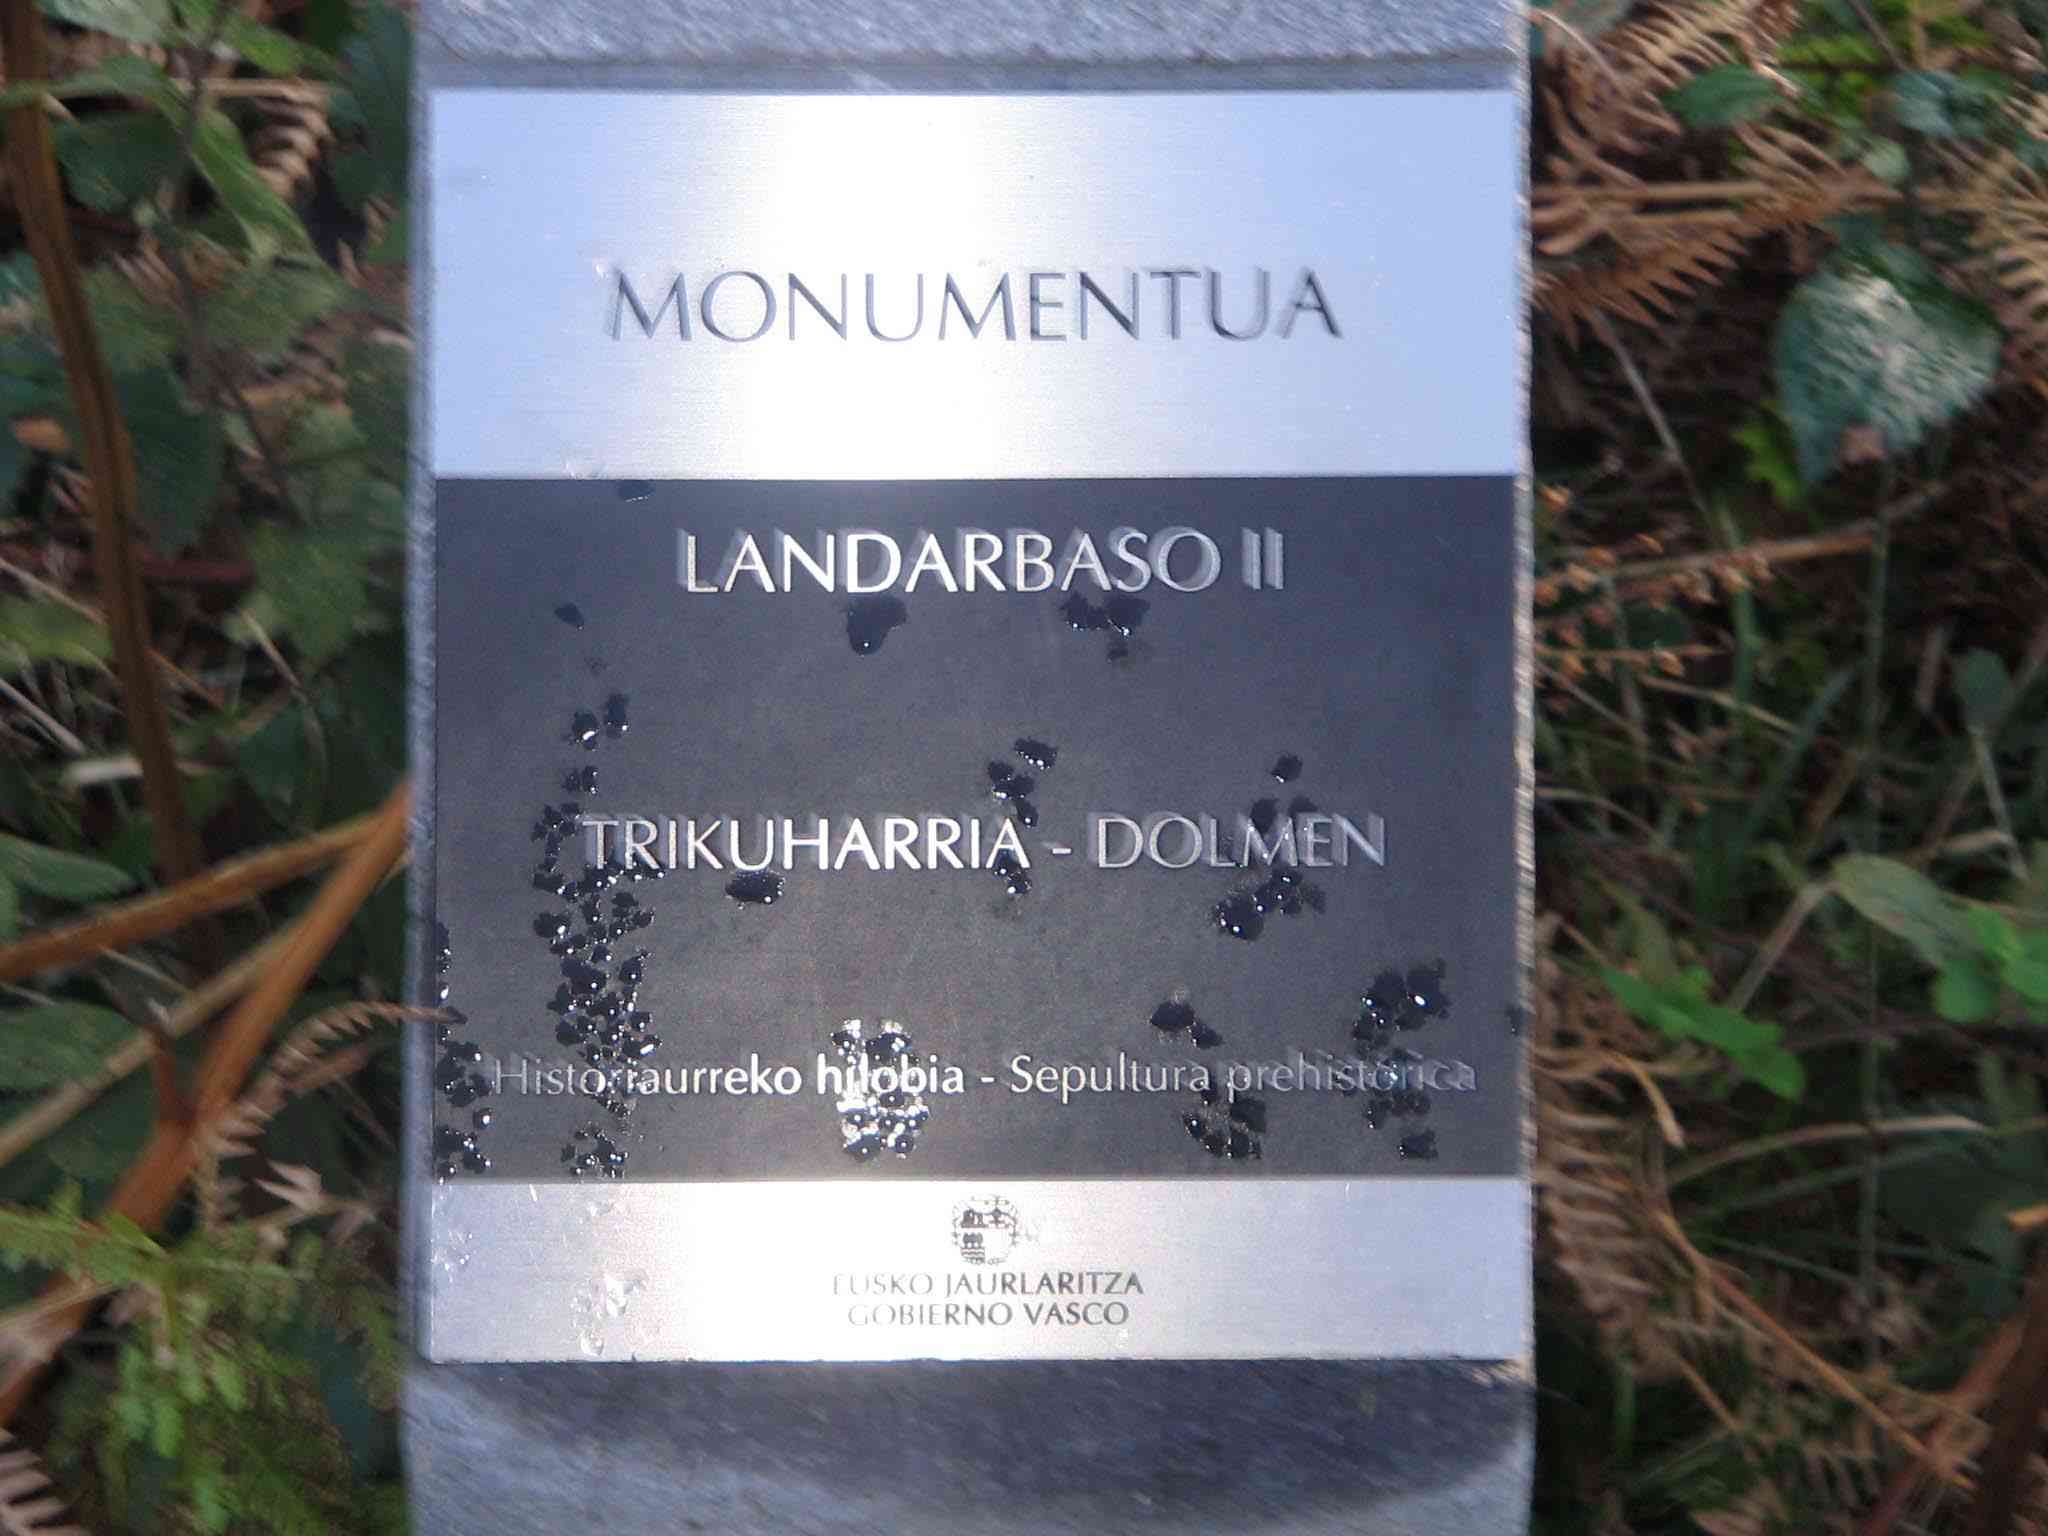 MONUMENTUA
LANDARBASO II
TRIKUHARRIA - DOLMEN
Historiaurreko hilobia - Sepultura prehistórica
EUSKO JAURLARITZA
GOBIERNO VASCO